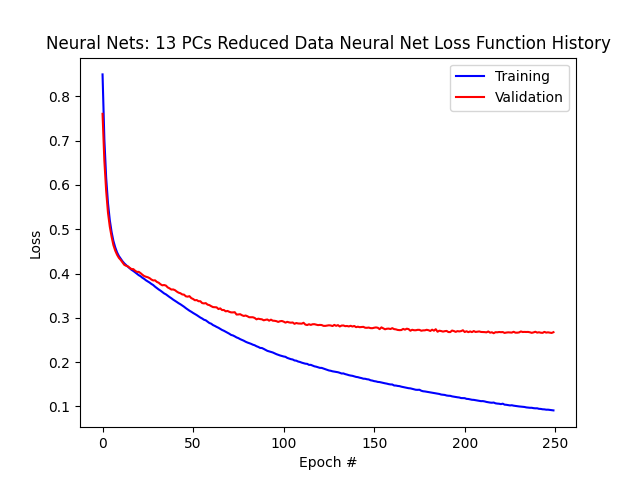 Neural Nets: 13 PCs Reduced Data Neural Net Loss Function History
Training
Validation
Loss
0.8
0.7
0.6
0.5
0.4
0.3
0.2
0.1
0 50 100 150 200 250
Epoch #